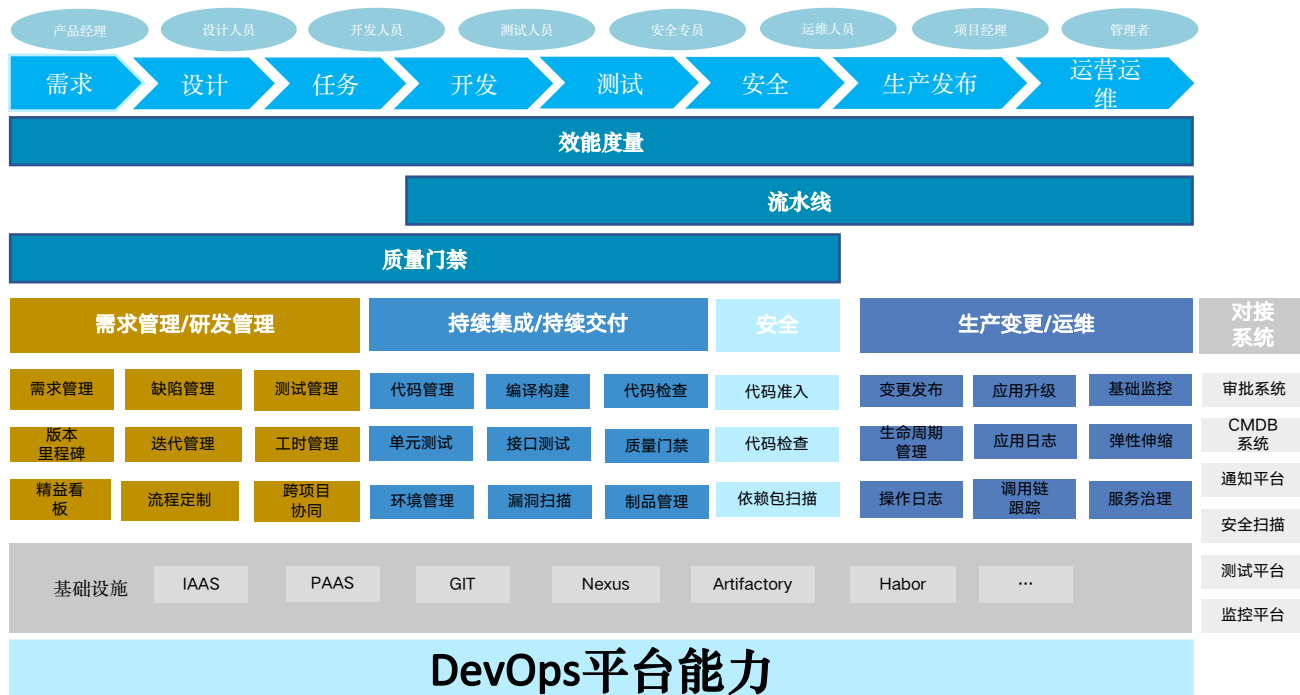 产品经理
设计人员
开发人员
测试人员
安全专员
运维人员
项目经理
管理者
需求
设计
任务
开发
测试
安全
生产发布
运营运
维
效能度量
流水线
质量门禁
需求管理/研发管理
持续集成/持续交付
安全
生产变更/运维
对接
系统
需求管理
缺陷管理
测试管理
代码管理
编译构建
代码检查
代码准入
变更发布
应用升级
基础监控
审批系统
版本
里程碑
迭代管理
工时管理
单元测试
接口测试
质量门禁
代码检查
生命周期
管理
应用日志
弹性伸缩
CMDB
系统
精益看
板
流程定制
跨项目
协同
环境管理
漏洞扫描
制品管理
依赖包扫描
操作日志
调用链
跟踪
服务治理
通知平台
安全扫描
测试平台
监控平台
基础设施
IAAS
PAAS
GIT
Nexus
Artifactory
Habor
…
DevOps平台能力